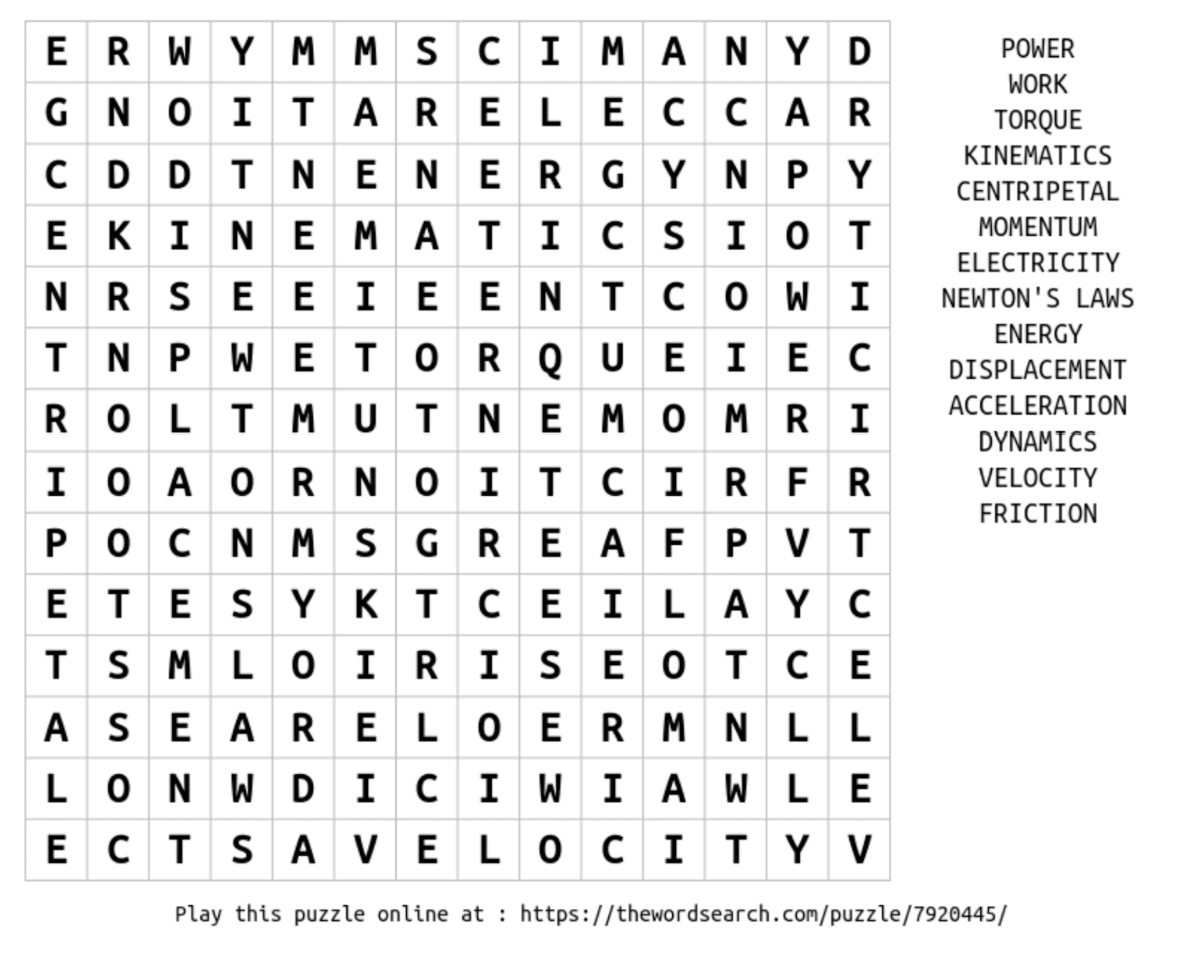 E R W Y M M S C I M A N Y D
G N O I T A R E L E C C A R
C D D T N E N E R G Y N P Y
E K I N E M A T I C S I O T
N R S E E I E E N T C O W I
T N P W E T O R Q U E I E C
R O L T M U T N E M O M R I
I O A O R N O I T C I R F R
P O C N M S G R E A F P V T
E T E S Y K T C E I L A Y C
T S M L O I R I S E O T C E
A S E A R E L O E R M N L L
L O N W D I C I W I A W L E
E C T S A V E L O C I T Y V
POWER
WORK
TORQUE
KINEMATICS
CENTRIPETAL
MOMENTUM
ELECTRICITY
NEWTON'S LAWS
ENERGY
DISPLACEMENT
ACCELERATION
DYNAMICS
VELOCITY
FRICTION
Play this puzzle online at : https://thewordsearch.com/puzzle/7920445/